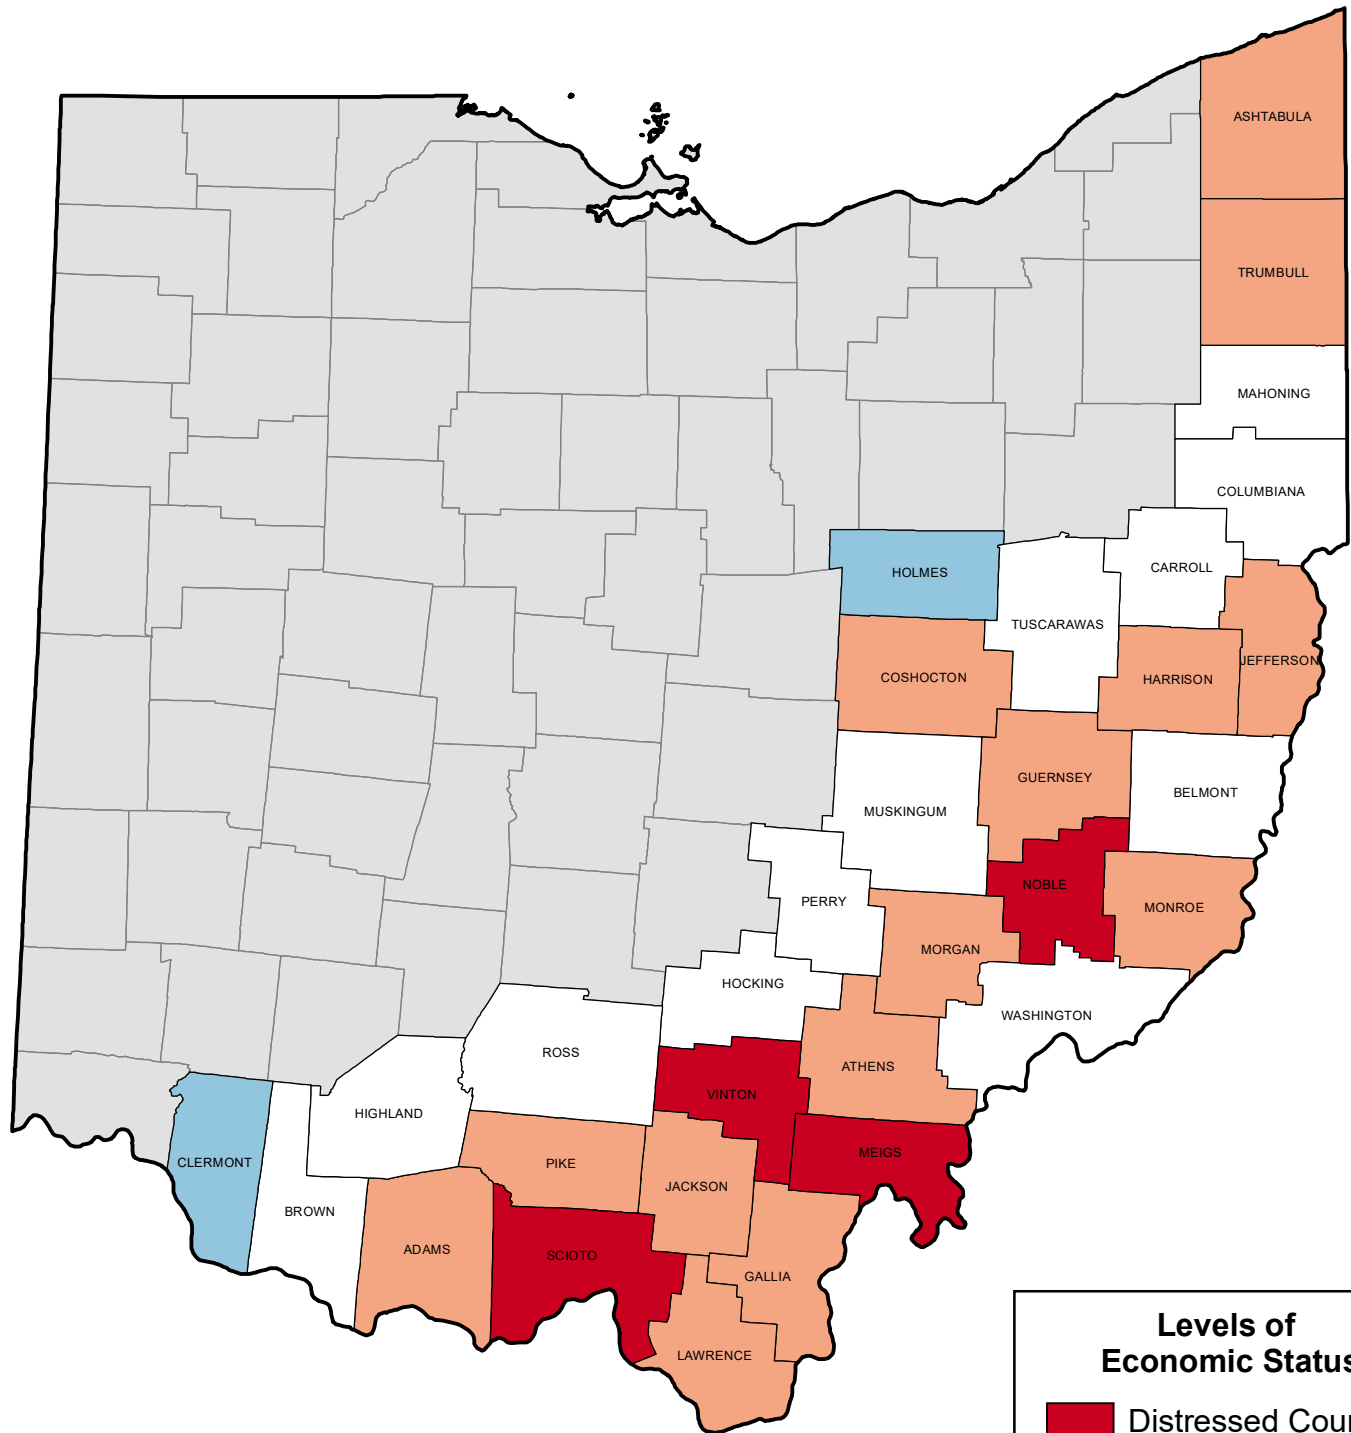 ASHTABULA
TRUMBULL
MAHONING
COLUMBIANA
CARROLL
HOLMES
TUSCARAWAS
JEFFERSON
COSHOCTON
HARRISON
GUERNSEY
BELMONT
MUSKINGUM
NOBLE
PERRY
MONROE
MORGAN
HOCKING
WASHINGTON
ROSS
ATHENS
VINTON
HIGHLAND
MEIGS
CLERMONT
PIKE
JACKSON
BROWN
ADAMS
SCIOTO
GALLIA
LAWRENCE
Levels of
Economic Status
Distressed